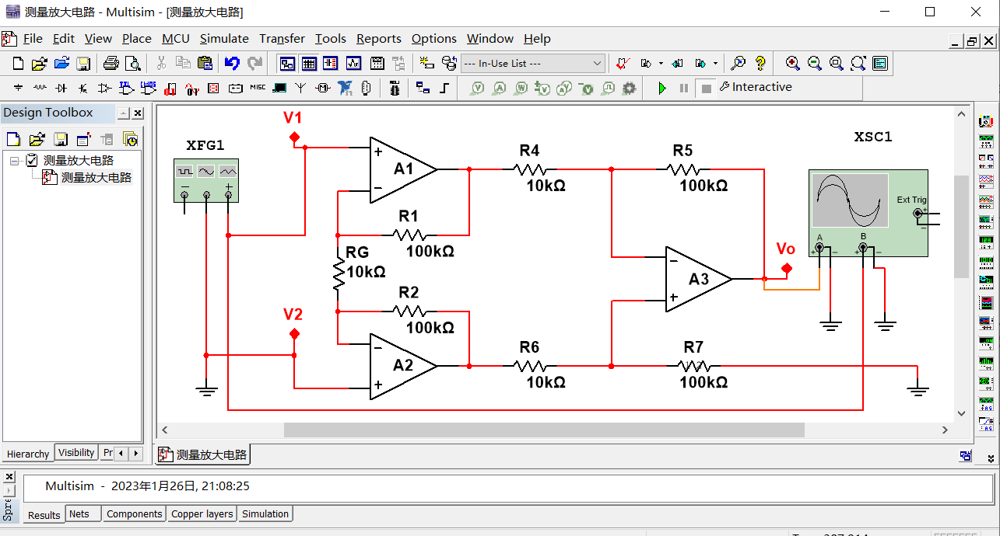 测量放大电路 - Multisim - [测量放大电路]
File Edit View Place MCU Simulate Transfer Tools Reports Options Window Help
--- In-Use List ---
MISC
Interactive
Design Toolbox
测量放大电路
测量放大电路
V1
XFG1
XSC1
A1
R4
10kΩ
R5
100kΩ
Ext Trig
A
B
R1
100kΩ
RG
10kΩ
Vo
A3
R2
100kΩ
V2
A2
R6
10kΩ
R7
100kΩ
Hierarchy Visibility Pr
测量放大电路
Multisim - 2023年1月26日, 21:08:25
Results Nets Components Copper layers Simulation